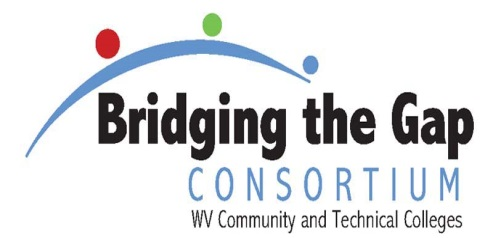 Bridging the Gap
CONSORTIUM
WV Community and Technical Colleges